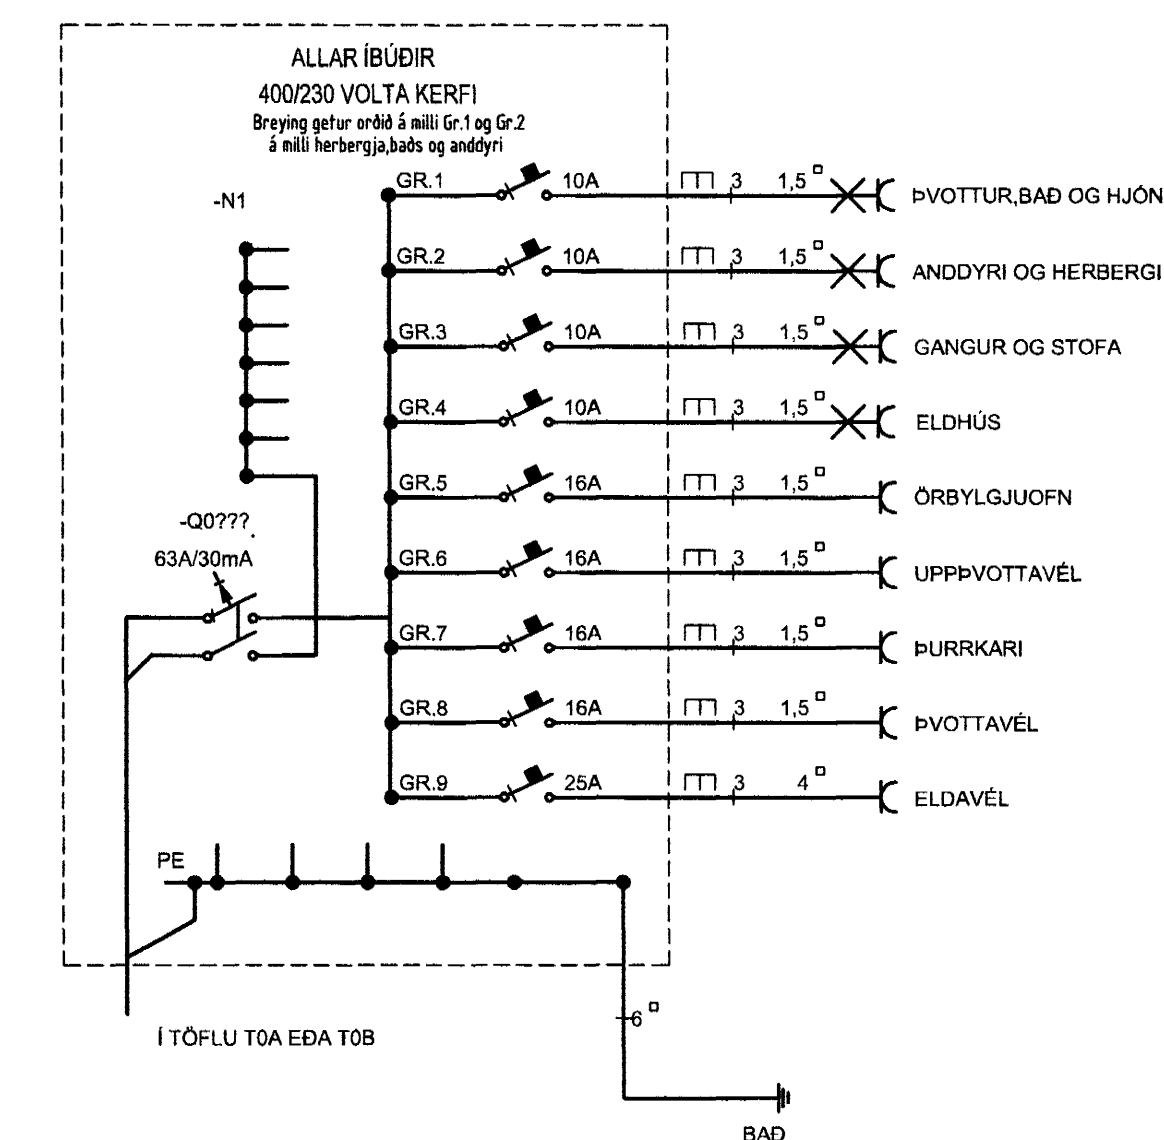 ALLAR ÍBÚÐIR
400/230 VOLTA KERFI
Breying getur orðið á milli Gr.1 og Gr.2
á milli herbergja,baðs og anddyri
-N1
GR.1 10A 3 1,5 ÞVOTTUR,BAÐ OG HJÓN
GR.2 10A 3 1,5 ANDDYRI OG HERBERGI
GR.3 10A 3 1,5 GANGUR OG STOFA
GR.4 10A 3 1,5 ELDHÚS
GR.5 16A 3 1,5 ÖRBYLGJUOFN
-Q0???
63A/30mA
GR.6 16A 3 1,5 UPPÞVOTTAVÉL
GR.7 16A 3 1,5 ÞURRKARI
GR.8 16A 3 1,5 ÞVOTTAVÉL
GR.9 25A 3 4 ELDAVÉL
PE
6
Í TÖFLU T0A EÐA T0B
BAÐ